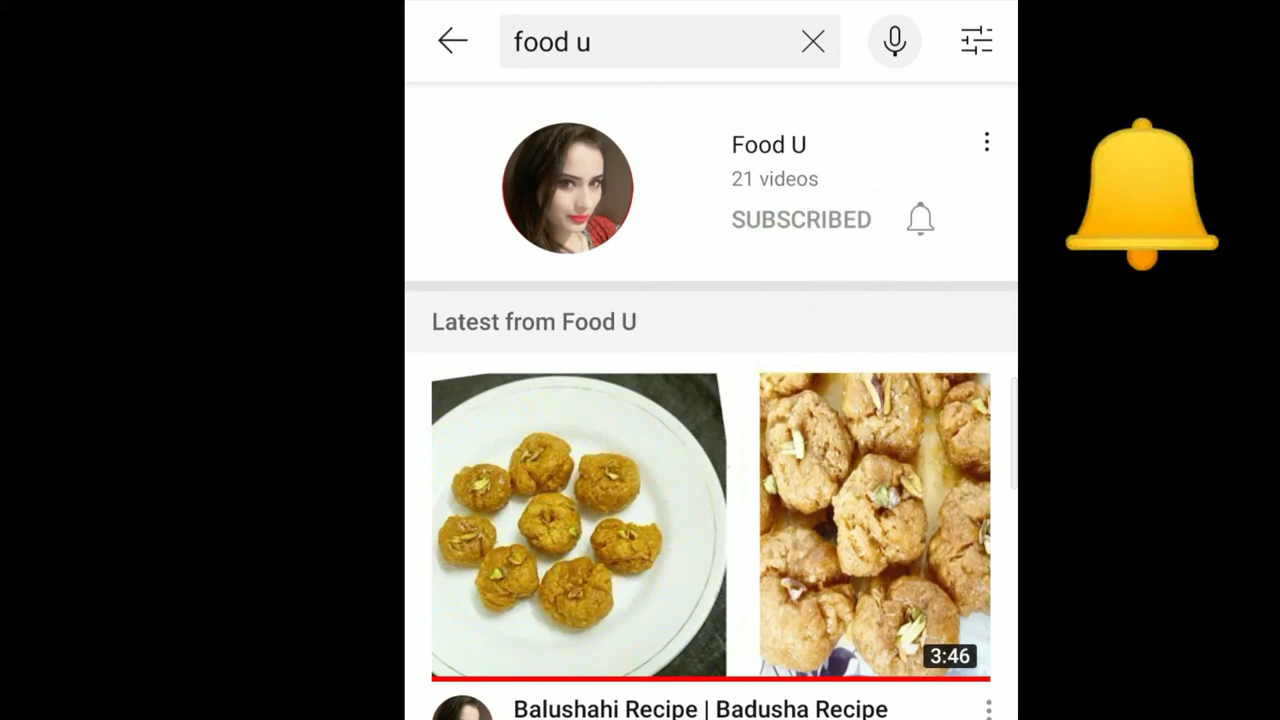 food u
Food U
21 videos
SUBSCRIBED
Latest from Food U
3:46
Balushahi Recipe | Badusha Recipe